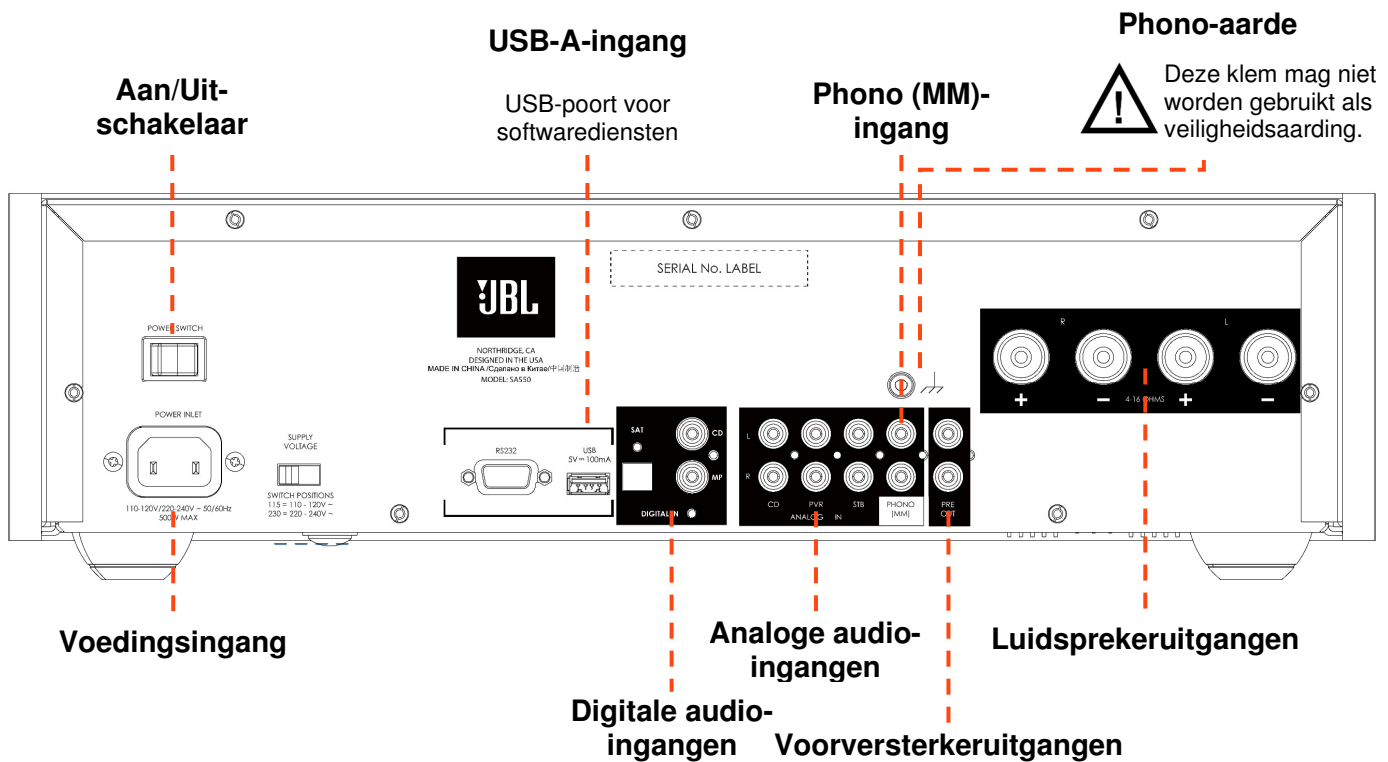 Phono-aarde
USB-A-ingang
Deze klem mag niet
worden gebruikt als
veiligheidsaarding.
Aan/Uit-
schakelaar
USB-poort voor
softwarediensten
Phono (MM)-
ingang
SERIAL No. LABEL
JBL
POWER SWITCH
NORTHRIDGE, CA
DESIGNED IN THE USA
MADE IN CHINA /Сделано в Китае/中国制造
MODEL: SA550
R
L
+
−
4-16 OHMS
+
−
POWER INLET
SUPPLY
VOLTAGE
SWITCH POSITIONS
115 = 110 - 120V ~
230 = 220 - 240V ~
110-120V/220-240V ~ 50/60Hz
500W MAX
RS232
USB
5V ⎓ 100mA
SAT
CD
MP
DIGITAL IN
L
R
CD
PVR
STB
PHONO
(MM)
ANALOG IN
PRE
OUT
Voedingsingang
Analoge audio-
ingangen
Luidsprekeruitgangen
Digitale audio-
ingangen
Voorversterkeruitgangen